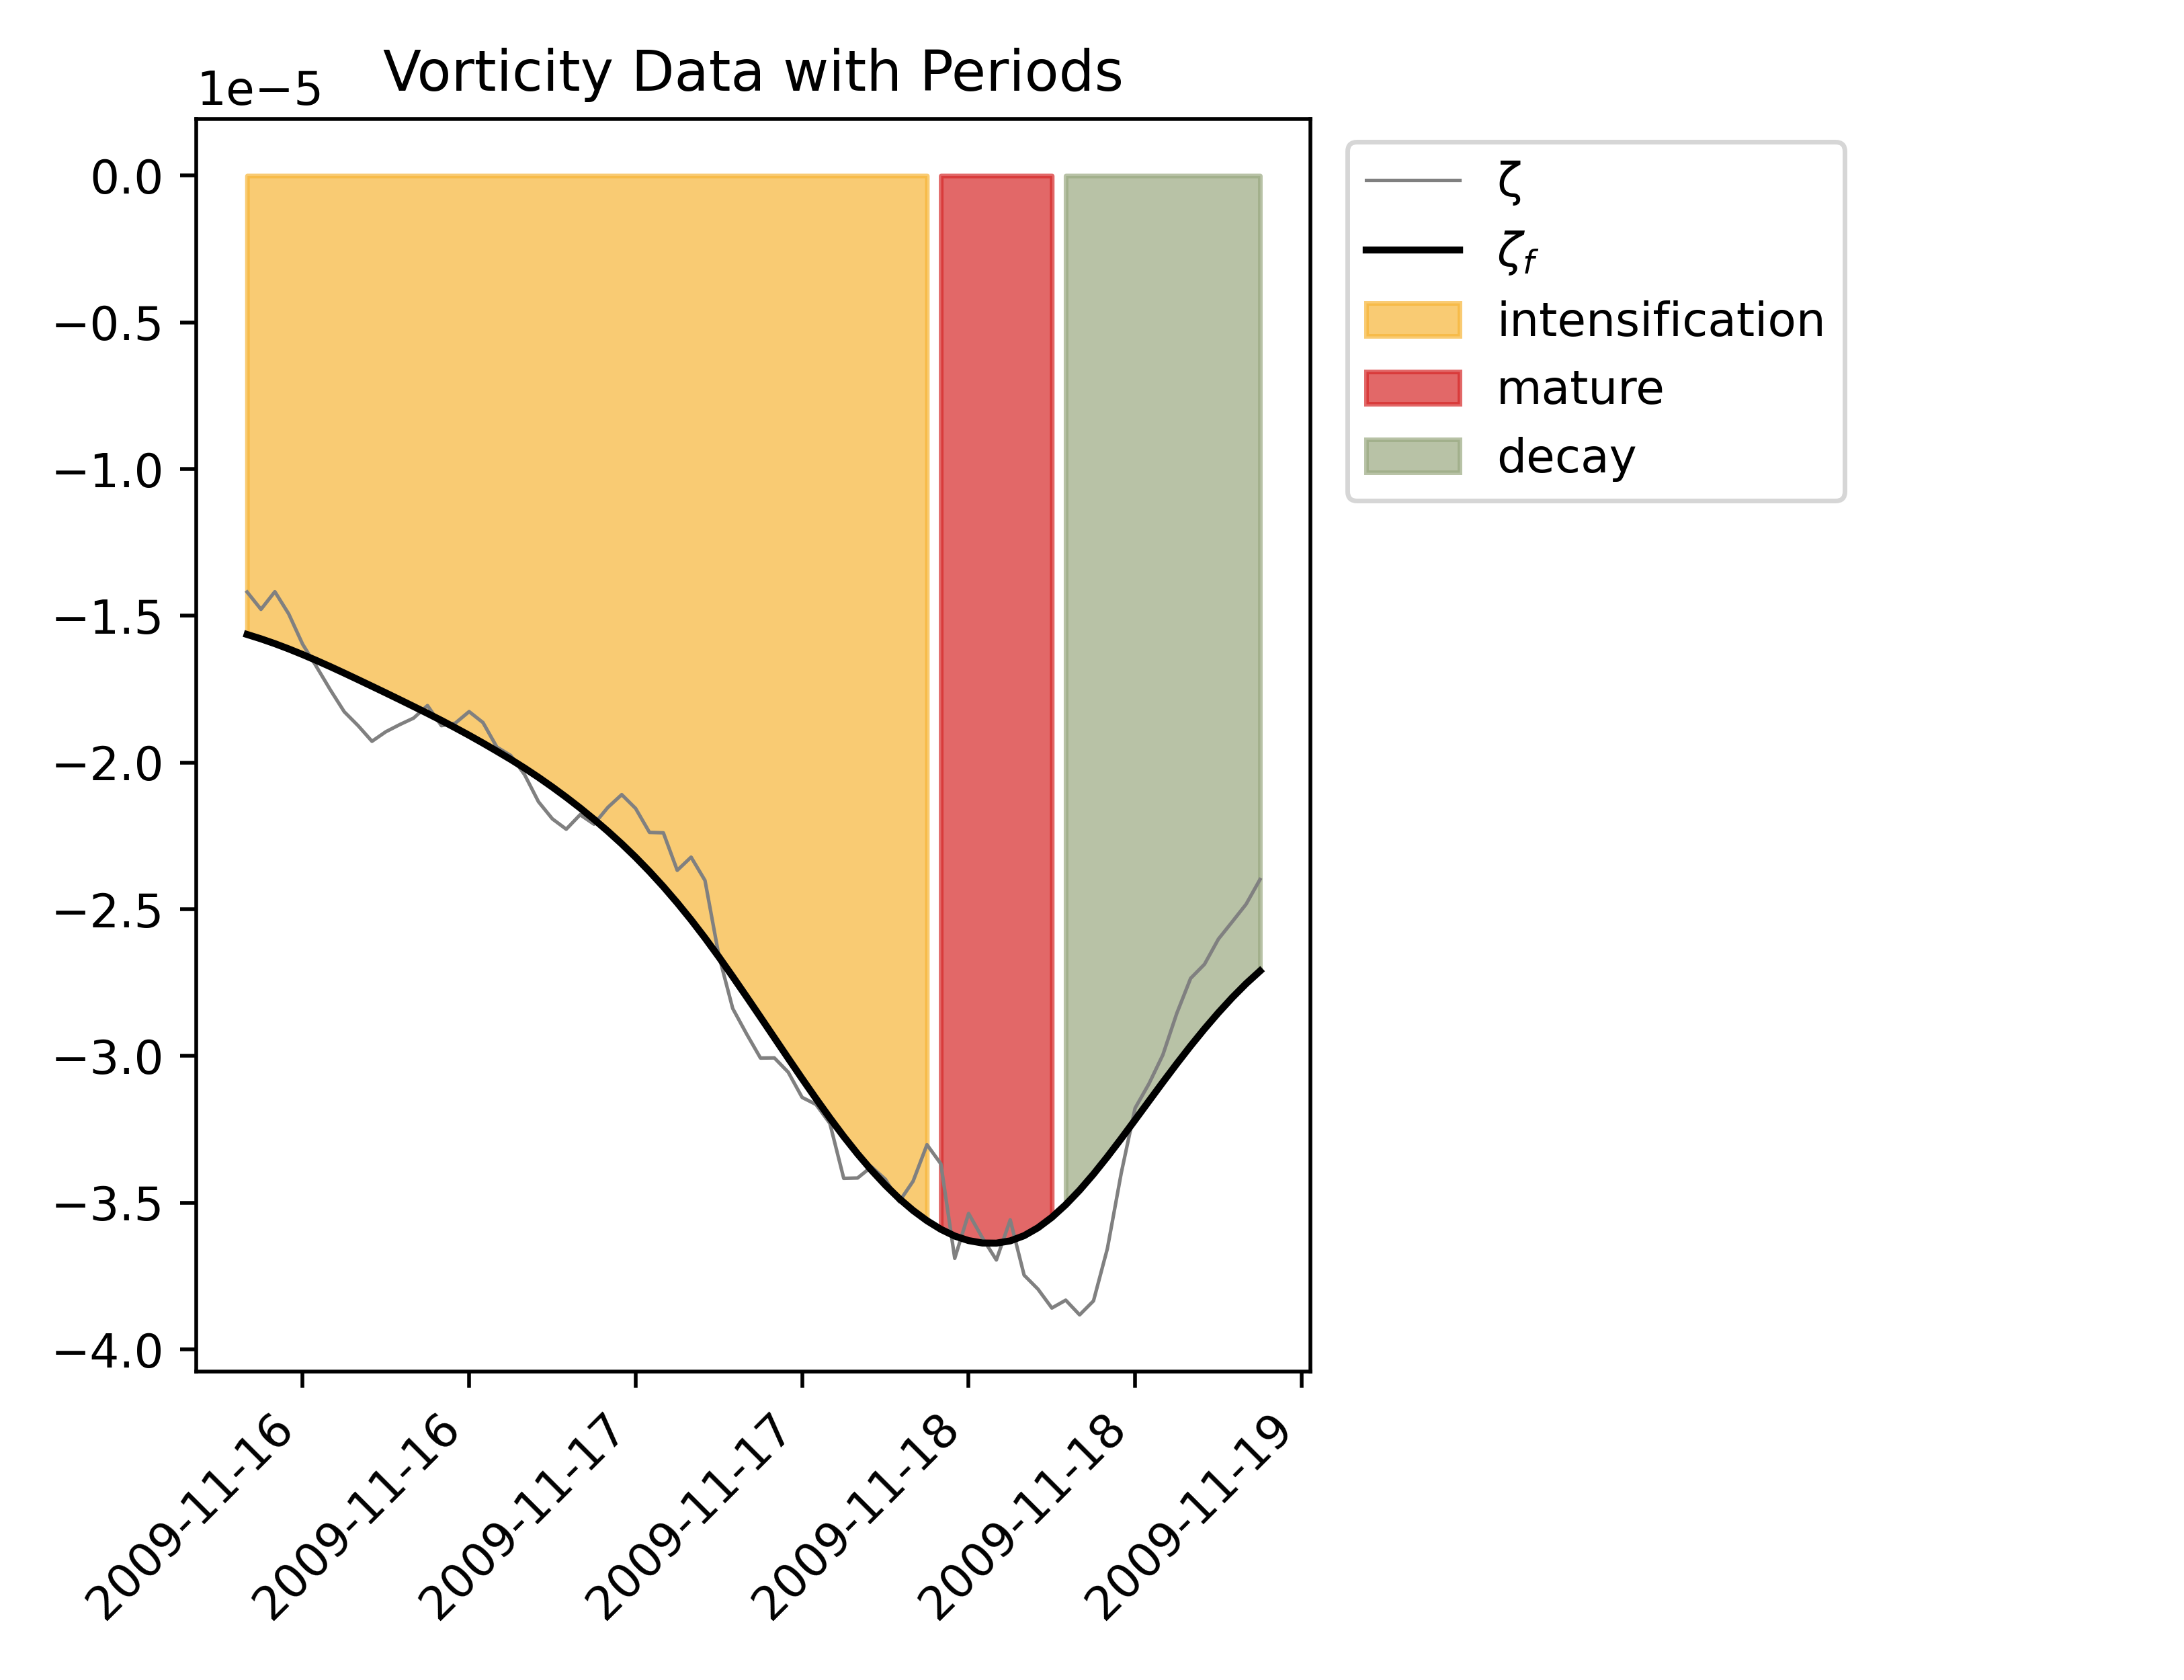 Vorticity Data with Periods
1e−5
0.0
−0.5
−1.0
−1.5
−2.0
−2.5
−3.0
−3.5
−4.0
2009-11-16
2009-11-16
2009-11-17
2009-11-17
2009-11-18
2009-11-18
2009-11-19
ζ
ζf
intensification
mature
decay